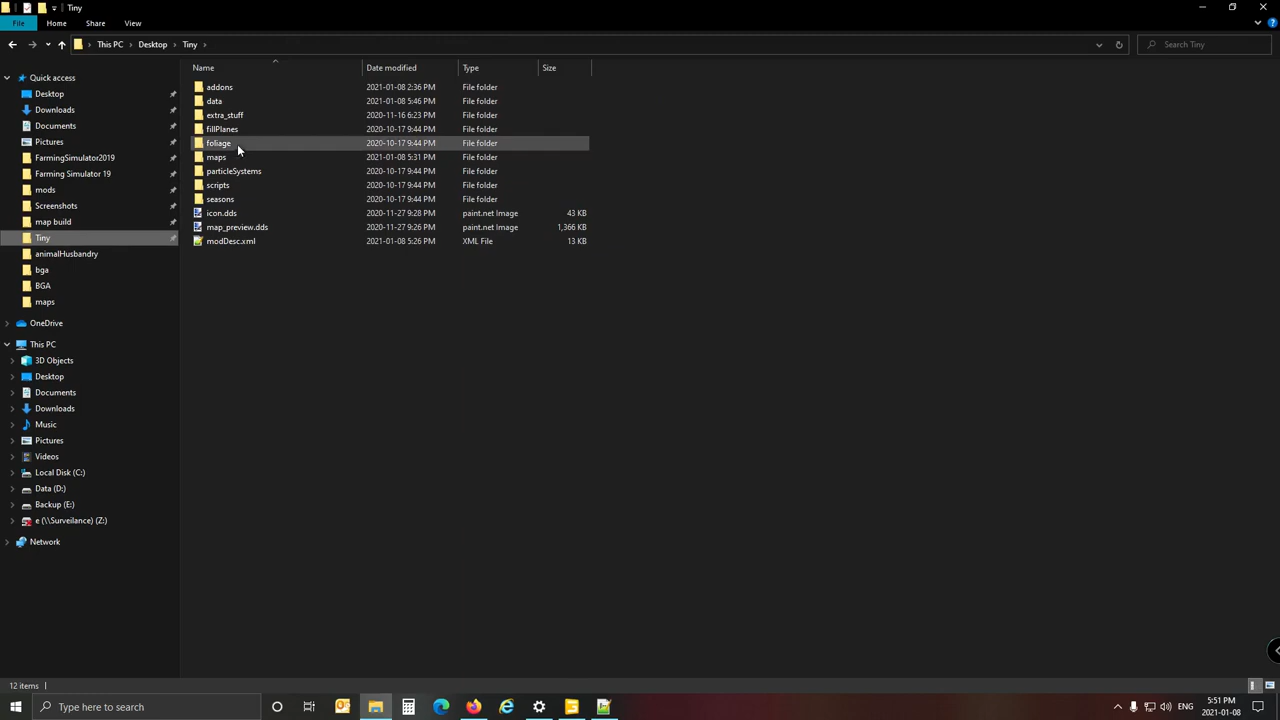 Tiny
File Home Share View
This PC Desktop Tiny Search Tiny
Name Date modified Type Size
Quick access
Desktop
Downloads
Documents
Pictures
FarmingSimulator2019
Farming Simulator 19
mods
Screenshots
map build
Tiny
animalHusbandry
bga
BGA
maps
OneDrive
This PC
3D Objects
Desktop
Documents
Downloads
Music
Pictures
Videos
Local Disk (C:)
Data (D:)
Backup (E:)
e (\\Surveilance) (Z:)
Network
addons 2021-01-08 2:36 PM File folder
data 2021-01-08 5:46 PM File folder
extra_stuff 2020-11-16 6:23 PM File folder
fillPlanes 2020-10-17 9:44 PM File folder
foliage 2020-10-17 9:44 PM File folder
maps 2021-01-08 5:31 PM File folder
particleSystems 2020-10-17 9:44 PM File folder
scripts 2020-10-17 9:44 PM File folder
seasons 2020-10-17 9:44 PM File folder
icon.dds 2020-11-27 9:28 PM paint.net Image 43 KB
map_preview.dds 2020-11-27 9:26 PM paint.net Image 1,366 KB
modDesc.xml 2021-01-08 5:26 PM XML File 13 KB
12 items
Type here to search
ENG
5:51 PM
2021-01-08